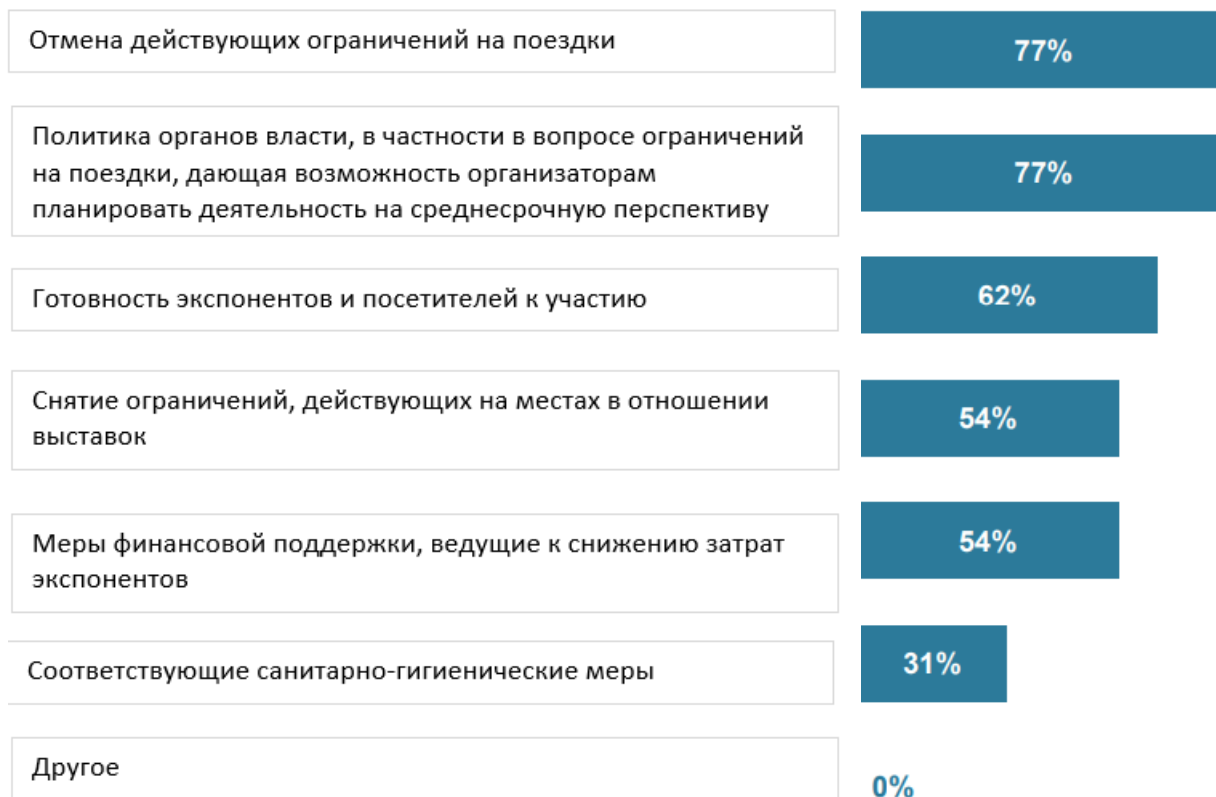 Отмена действующих ограничений на поездки
77%
Политика органов власти, в частности в вопросе ограничений
на поездки, дающая возможность организаторам
планировать деятельность на среднесрочную перспективу
77%
Готовность экспонентов и посетителей к участию
62%
Снятие ограничений, действующих на местах в отношении
выставок
54%
Меры финансовой поддержки, ведущие к снижению затрат
экспонентов
54%
Соответствующие санитарно-гигиенические меры
31%
Другое
0%